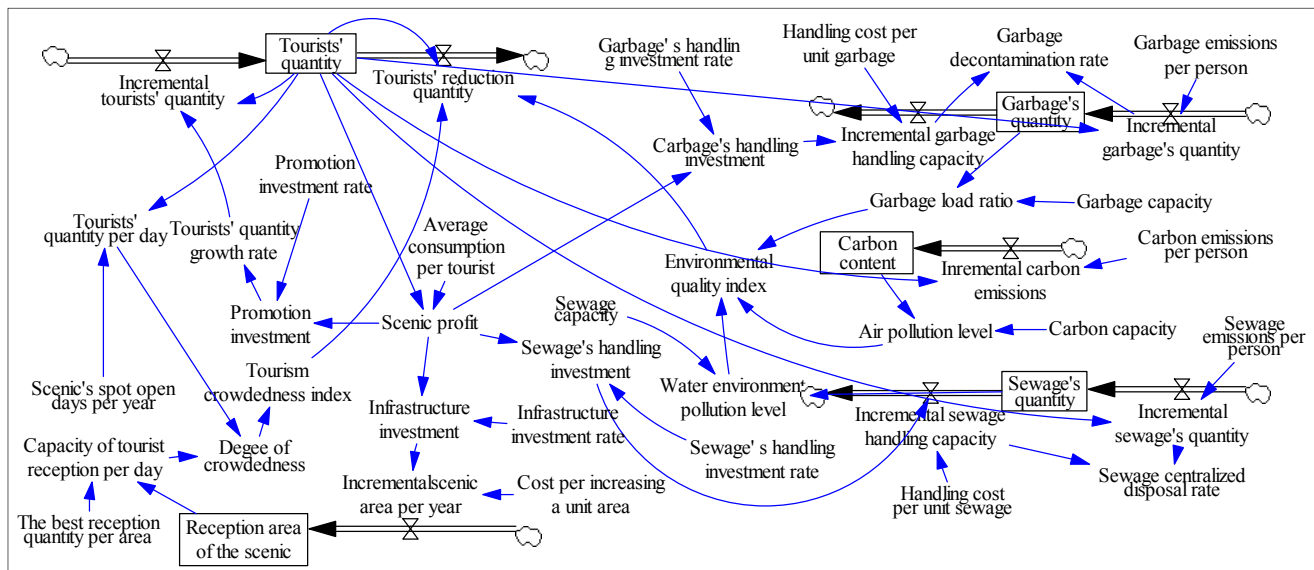 Tourists'
quantity
Incremental
tourists' quantity
Tourists' reduction
quantity
Garbage' s handlin
g investment rate
Handling cost per
unit garbage
Garbage
decontamination rate
Garbage emissions
per person
Garbage's
quantity
Carbage's handling
investment
Incremental garbage
handling capacity
Incremental
garbage's quantity
Promotion
investment rate
Tourists'
quantity per day
Tourists' quantity
growth rate
Average
consumption
per tourist
Garbage load ratio
Garbage capacity
Environmental
quality index
Carbon
content
Inremental carbon
emissions
Carbon emissions
per person
Promotion
investment
Scenic profit
Sewage
capacity
Air pollution level
Carbon capacity
Sewage
emissions per
person
Sewage's handling
investment
Scenic's spot open
days per year
Tourism
crowdedness index
Water environment
pollution level
Sewage's
quantity
Infrastructure
investment
Infrastructure
investment rate
Incremental sewage
handling capacity
Incremental
sewage's quantity
Capacity of tourist
reception per day
Degee of
crowdedness
Sewage' s handling
investment rate
Sewage centralized
disposal rate
Incrementalscenic
area per year
Cost per increasing
a unit area
Handling cost
per unit sewage
The best reception
quantity per area
Reception area
of the scenic